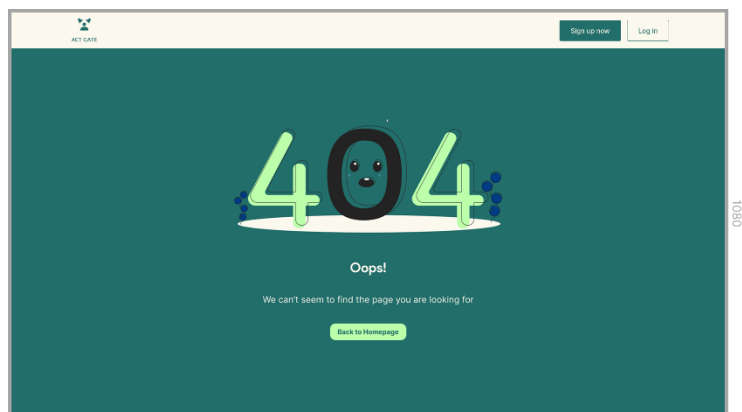 ACT GATE
Sign up now
Log in
404
Oops!
We can't seem to find the page you are looking for
Back to Homepage
1080